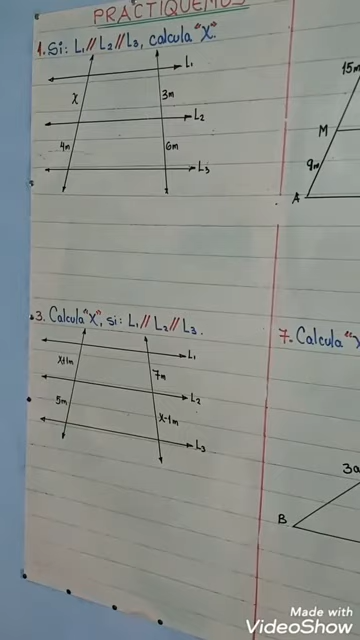 PRACTIQUEMOS
1. Si: L₁ // L₂ // L₃, calcula "X".
L₁
15m
x
3m
L₂
M
4m
6m
9m
L₃
A
3. Calcula "X", si: L₁ // L₂ // L₃.
7. Calcula "x
L₁
x+1m
7m
L₂
5m
x-1m
L₃
3a
B
Made with
VideoShow